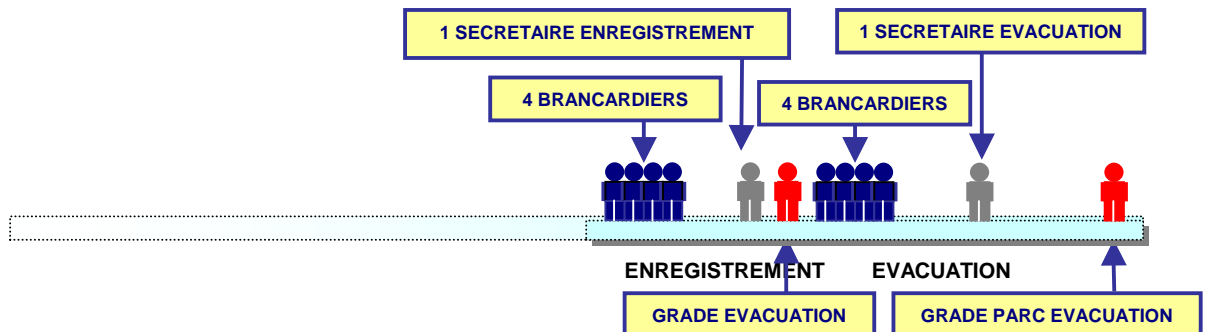 1 SECRETAIRE ENREGISTREMENT
1 SECRETAIRE EVACUATION
4 BRANCARDIERS
4 BRANCARDIERS
ENREGISTREMENT
EVACUATION
GRADE EVACUATION
GRADE PARC EVACUATION